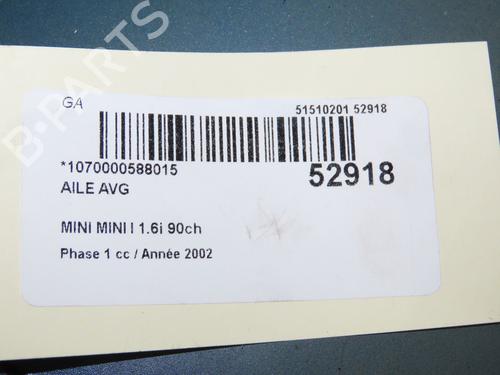 B-PARTS
GA
51510201 52918
*1070000588015
52918
AILE AVG
MINI MINI I 1.6i 90ch
Phase 1 cc / Année 2002